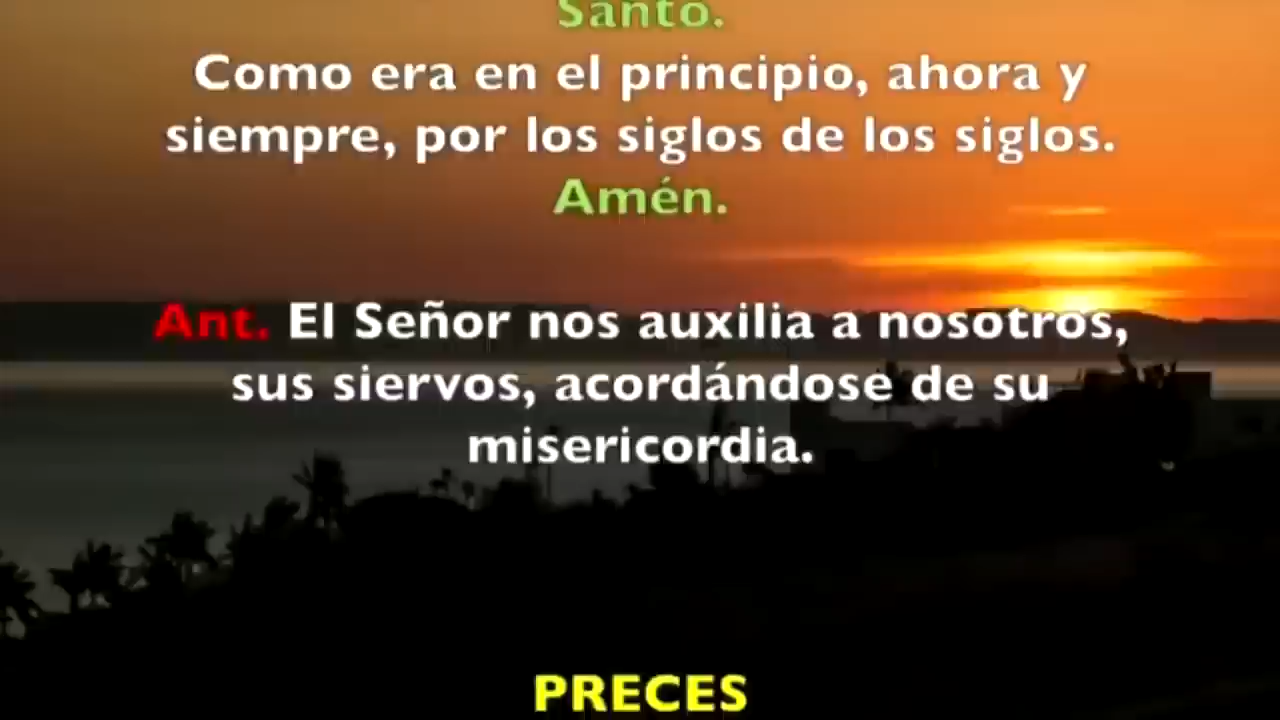 Santo.
Como era en el principio, ahora y
siempre, por los siglos de los siglos.
Amén.
Ant. El Señor nos auxilia a nosotros,
sus siervos, acordándose de su
misericordia.
PRECES